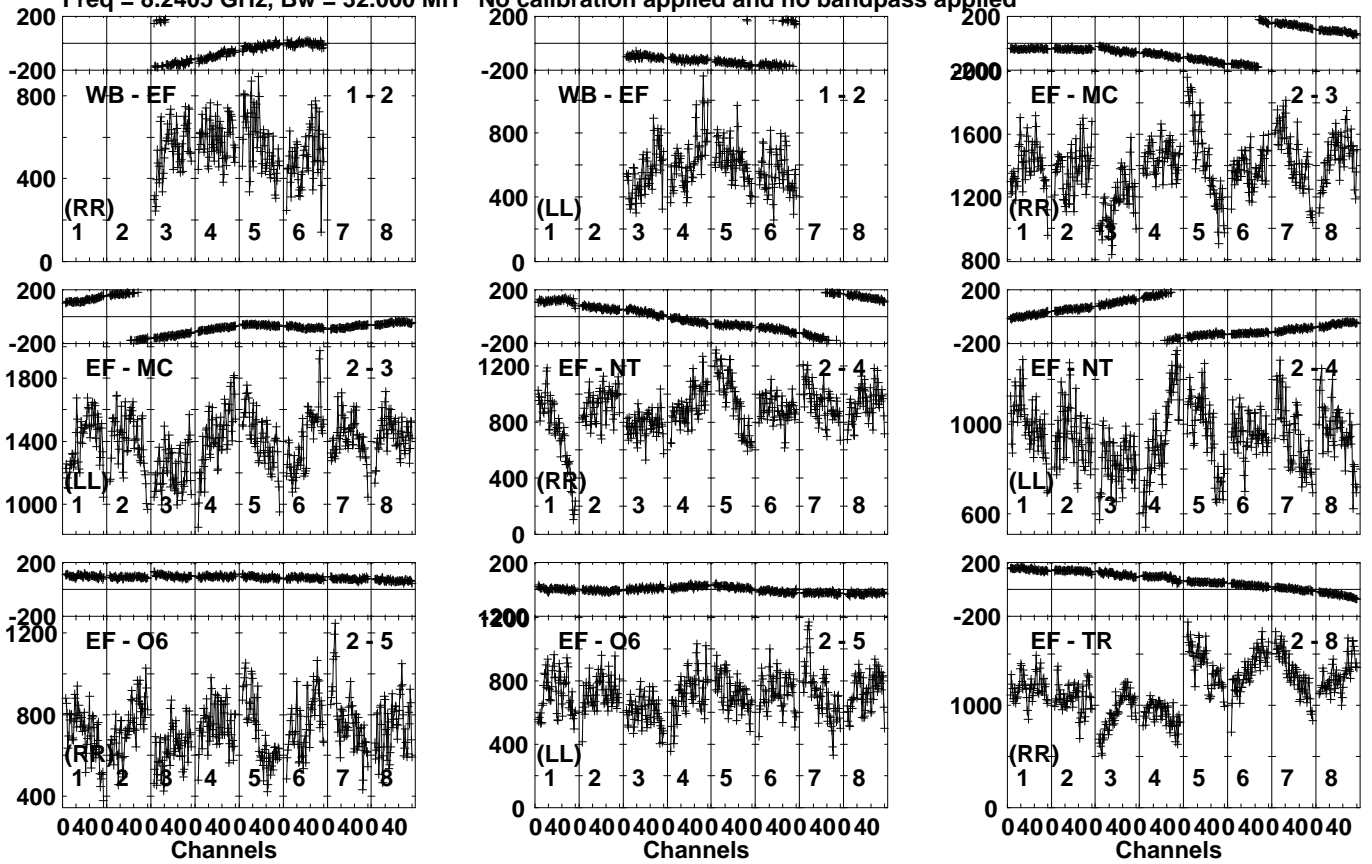 Freq = 8.2405 GHz, Bw = 32.000 MH No calibration applied and no bandpass applied
200 200 200
-200 -200 -200
WB - EF 1 - 2 WB - EF 1 - 2 EF - MC 2 - 3
800 800 2000
400 400 1600
0 0 1200
800
(RR) (LL) (RR)
1 2 3 4 5 6 7 8 1 2 3 4 5 6 7 8 1 2 3 4 5 6 7 8
200 200 200
-200 -200 -200
EF - MC 2 - 3 EF - NT 2 - 4 EF - NT 2 - 4
1800 1200 1000
1400 800 600
1000 400
0
(LL) (RR) (LL)
1 2 3 4 5 6 7 8 1 2 3 4 5 6 7 8 1 2 3 4 5 6 7 8
200 200 200
-200 -200 -200
EF - O6 2 - 5 EF - O6 2 - 5 EF - TR 2 - 8
1200 1200 1000
800 800 0
400 400
0
(RR) (LL) (RR)
1 2 3 4 5 6 7 8 1 2 3 4 5 6 7 8 1 2 3 4 5 6 7 8
0 40 0 40 0 40 0 40 0 40 0 40 0 40 0 40 0 40 0 40 0 40 0 40 0 40 0 40 0 40 0 40 0 40 0 40 0 40 0 40 0 40 0 40 0 40 0 40
Channels Channels Channels